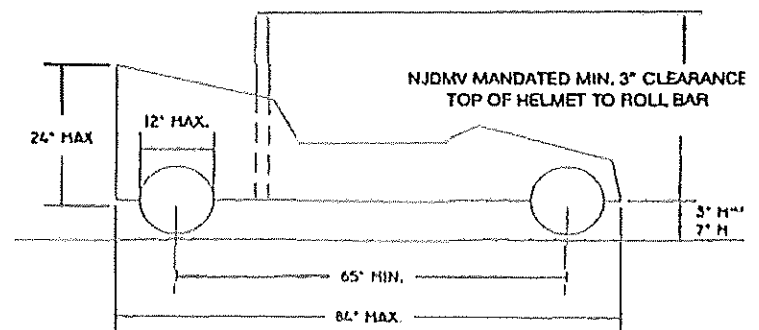 NJDMV MANDATED MIN. 3" CLEARANCE
TOP OF HELMET TO ROLL BAR
24" MAX
12" MAX.
3"
7"
65" MIN.
84" MAX.